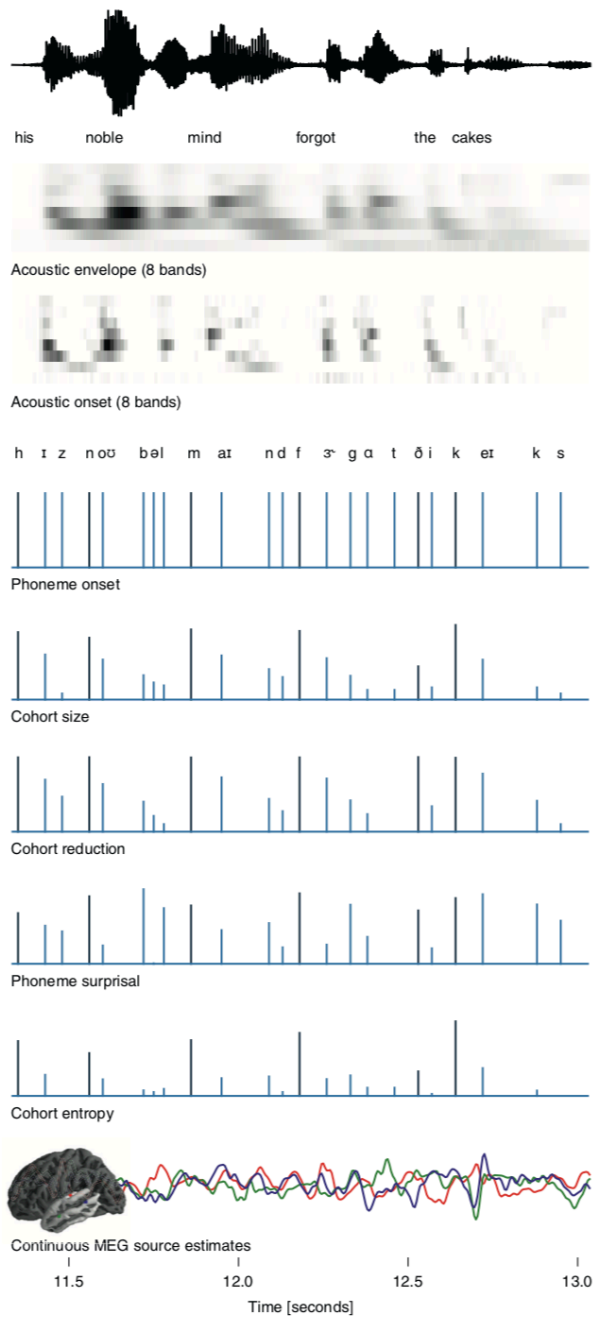 his noble mind forgot the cakes
Acoustic envelope (8 bands)
Acoustic onset (8 bands)
h ɪ z n oʊ b ə l m aɪ n d f ɝ g ɑ t ð i k eɪ k s
Phoneme onset
Cohort size
Cohort reduction
Phoneme surprisal
Cohort entropy
Continuous MEG source estimates
11.5 12.0 12.5 13.0
Time [seconds]